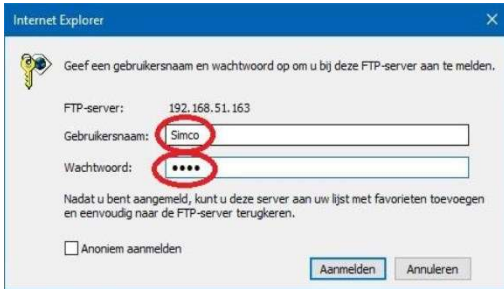 Internet Explorer
Geef een gebruikersnaam en wachtwoord op om u bij deze FTP-server aan te melden.
FTP-server: 192.168.51.163
Gebruikersnaam: Simco
Wachtwoord: ••••
Nadat u bent aangemeld, kunt u deze server aan uw lijst met favorieten toevoegen
en eenvoudig naar de FTP-server terugkeren.
Anoniem aanmelden
Aanmelden Annuleren